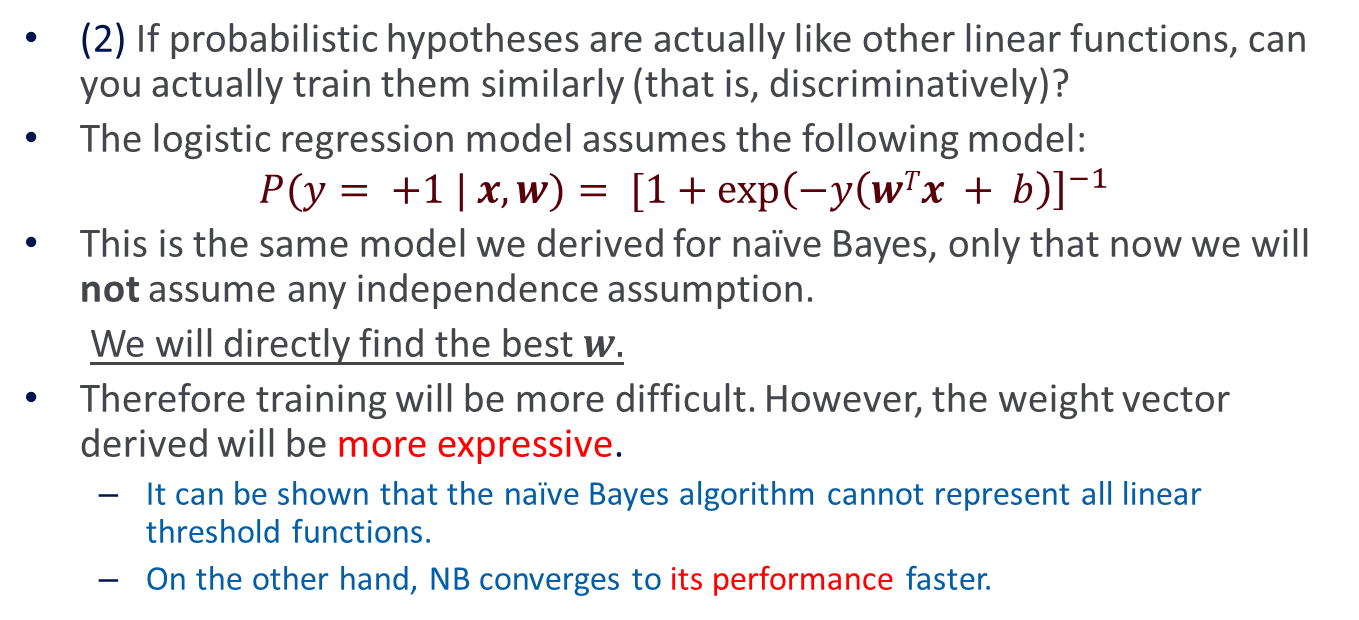 • (2) If probabilistic hypotheses are actually like other linear functions, can
you actually train them similarly (that is, discriminatively)?
• The logistic regression model assumes the following model:
P(y = +1 | x, w) = [1 + exp(−y(wᵀx + b)]⁻¹
• This is the same model we derived for naïve Bayes, only that now we will
not assume any independence assumption.
We will directly find the best w.
• Therefore training will be more difficult. However, the weight vector
derived will be more expressive.
– It can be shown that the naïve Bayes algorithm cannot represent all linear
threshold functions.
– On the other hand, NB converges to its performance faster.